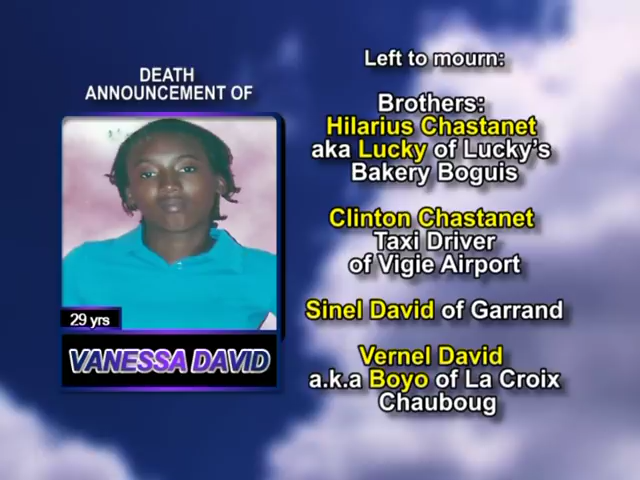 DEATH
ANNOUNCEMENT OF
29 yrs
VANESSA DAVID
Left to mourn:
Brothers:
Hilarius Chastanet
aka Lucky of Lucky's
Bakery Boguis
Clinton Chastanet
Taxi Driver
of Vigie Airport
Sinel David of Garrand
Vernel David
a.k.a Boyo of La Croix
Chauboug